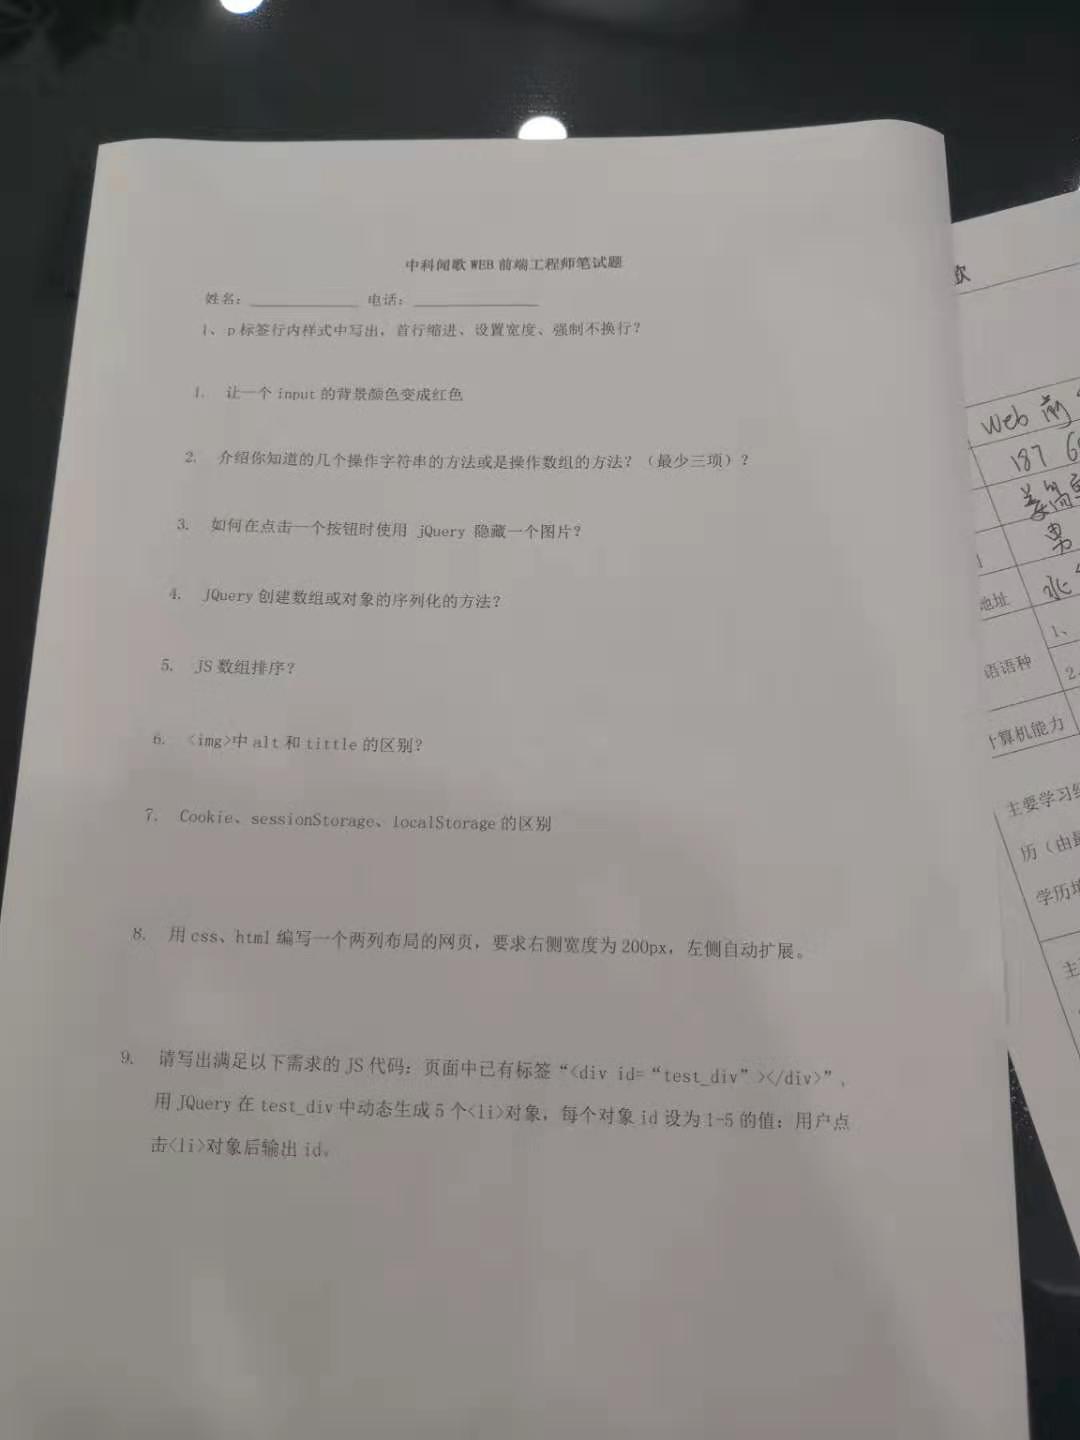 中科闻歌 WEB 前端工程师笔试题
姓名：____________ 电话：______________
1、p 标签行内样式中写出，首行缩进、设置宽度、强制不换行？
1. 让一个 input 的背景颜色变成红色
2. 介绍你知道的几个操作字符串的方法或是操作数组的方法？（最少三项）？
3. 如何在点击一个按钮时使用 jQuery 隐藏一个图片？
4. JQuery 创建数组或对象的序列化的方法？
5. JS 数组排序？
6. <img>中 alt 和 tittle 的区别？
7. Cookie、sessionStorage、localStorage 的区别
8. 用 css、html 编写一个两列布局的网页，要求右侧宽度为 200px，左侧自动扩展。
9. 请写出满足以下需求的 JS 代码：页面中已有标签“<div id=“test_div”></div>”，
用 JQuery 在 test_div 中动态生成 5 个<li>对象，每个对象 id 设为 1-5 的值：用户点
击<li>对象后输出 id。
Web 前
187 6
男
地址
语语种
1、
2、
计算机能力
主要学习经
历（由最
学历
主